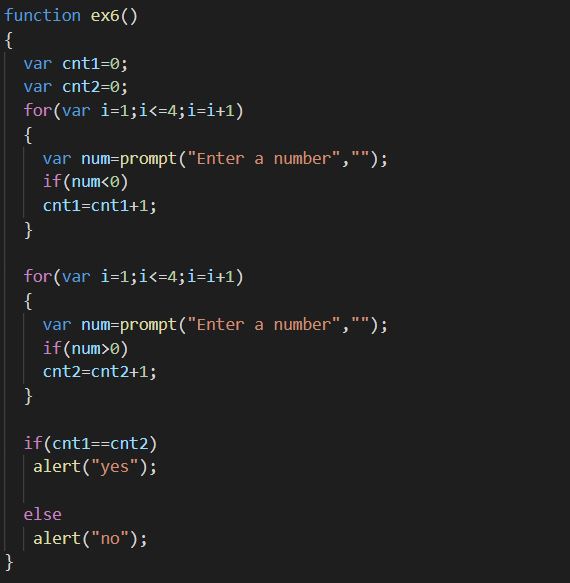 function ex6()
{
  var cnt1=0;
  var cnt2=0;
  for(var i=1;i<=4;i=i+1)
  {
    var num=prompt("Enter a number","");
    if(num<0)
    cnt1=cnt1+1;
  }

  for(var i=1;i<=4;i=i+1)
  {
    var num=prompt("Enter a number","");
    if(num>0)
    cnt2=cnt2+1;
  }

  if(cnt1==cnt2)
   alert("yes");

  else
   alert("no");
}